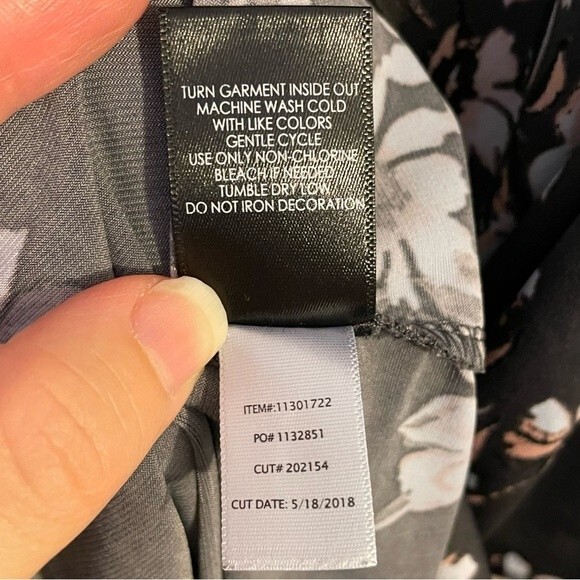 TURN GARMENT INSIDE OUT
MACHINE WASH COLD
WITH LIKE COLORS
GENTLE CYCLE
USE ONLY NON-CHLORINE
BLEACH IF NEEDED
TUMBLE DRY LOW
DO NOT IRON DECORATION
ITEM#:11301722
PO# 1132851
CUT# 202154
CUT DATE: 5/18/2018